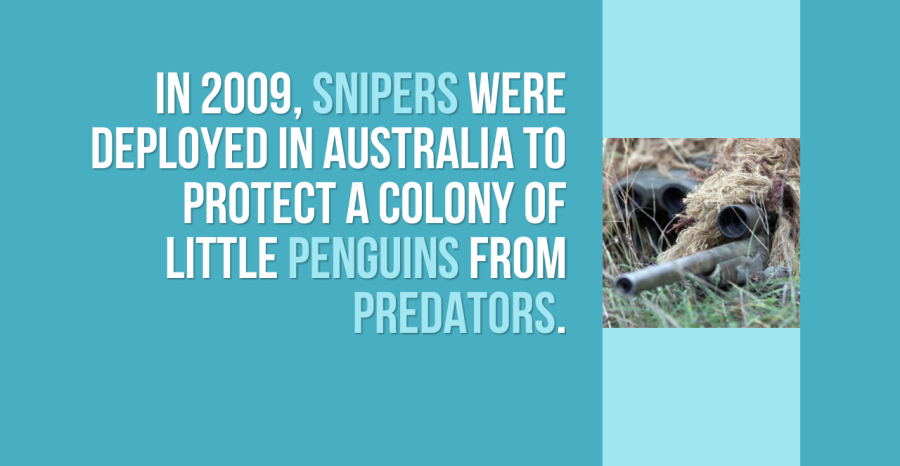 IN 2009, SNIPERS WERE
DEPLOYED IN AUSTRALIA TO
PROTECT A COLONY OF
LITTLE PENGUINS FROM
PREDATORS.